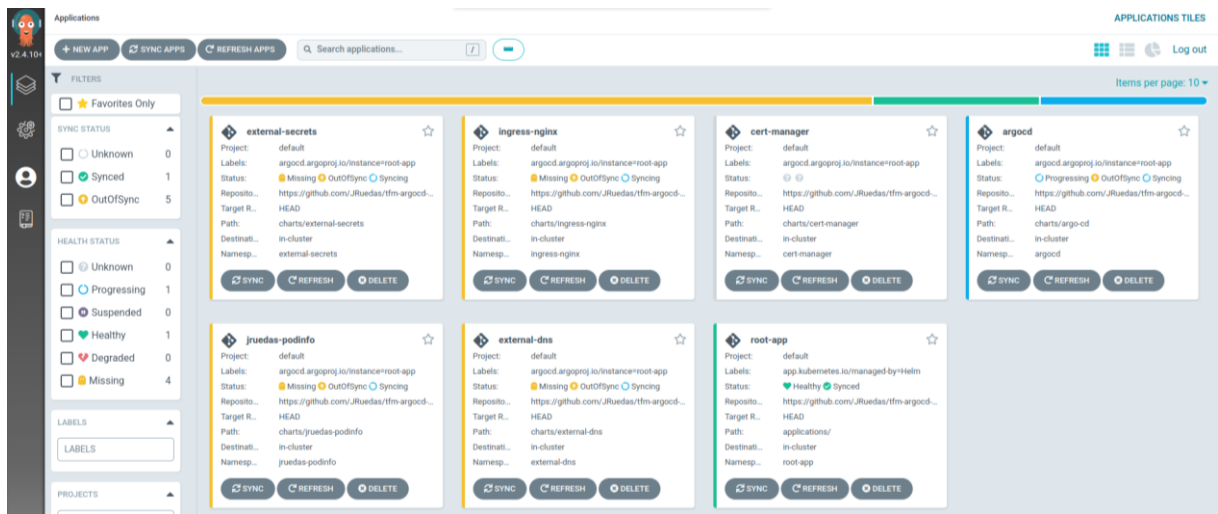 Applications
APPLICATIONS TILES
v2.4.10+
+ NEW APP
SYNC APPS
REFRESH APPS
Search applications...
/
Log out
FILTERS
Items per page: 10
Favorites Only
SYNC STATUS
Unknown 0
Synced 1
OutOfSync 5
HEALTH STATUS
Unknown 0
Progressing 1
Suspended 0
Healthy 1
Degraded 0
Missing 4
LABELS
LABELS
PROJECTS
external-secrets
Project: default
Labels: argocd.argoproj.io/instance=root-app
Status: Missing OutOfSync Syncing
Reposito... https://github.com/JRuedas/tfm-argocd-...
Target R... HEAD
Path: charts/external-secrets
Destinati... in-cluster
Namesp... external-secrets
SYNC REFRESH DELETE
ingress-nginx
Project: default
Labels: argocd.argoproj.io/instance=root-app
Status: Missing OutOfSync Syncing
Reposito... https://github.com/JRuedas/tfm-argocd-...
Target R... HEAD
Path: charts/ingress-nginx
Destinati... in-cluster
Namesp... ingress-nginx
SYNC REFRESH DELETE
cert-manager
Project: default
Labels: argocd.argoproj.io/instance=root-app
Status:
Reposito... https://github.com/JRuedas/tfm-argocd-...
Target R... HEAD
Path: charts/cert-manager
Destinati... in-cluster
Namesp... cert-manager
SYNC REFRESH DELETE
argocd
Project: default
Labels: argocd.argoproj.io/instance=root-app
Status: Progressing OutOfSync Syncing
Reposito... https://github.com/JRuedas/tfm-argocd-...
Target R... HEAD
Path: charts/argo-cd
Destinati... in-cluster
Namesp... argocd
SYNC REFRESH DELETE
jruedas-podinfo
Project: default
Labels: argocd.argoproj.io/instance=root-app
Status: Missing OutOfSync Syncing
Reposito... https://github.com/JRuedas/tfm-argocd-...
Target R... HEAD
Path: charts/jruedas-podinfo
Destinati... in-cluster
Namesp... jruedas-podinfo
SYNC REFRESH DELETE
external-dns
Project: default
Labels: argocd.argoproj.io/instance=root-app
Status: Missing OutOfSync Syncing
Reposito... https://github.com/JRuedas/tfm-argocd-...
Target R... HEAD
Path: charts/external-dns
Destinati... in-cluster
Namesp... external-dns
SYNC REFRESH DELETE
root-app
Project: default
Labels: app.kubernetes.io/managed-by=Helm
Status: Healthy Synced
Reposito... https://github.com/JRuedas/tfm-argocd-...
Target R... HEAD
Path: applications/
Destinati... in-cluster
Namesp... root-app
SYNC REFRESH DELETE